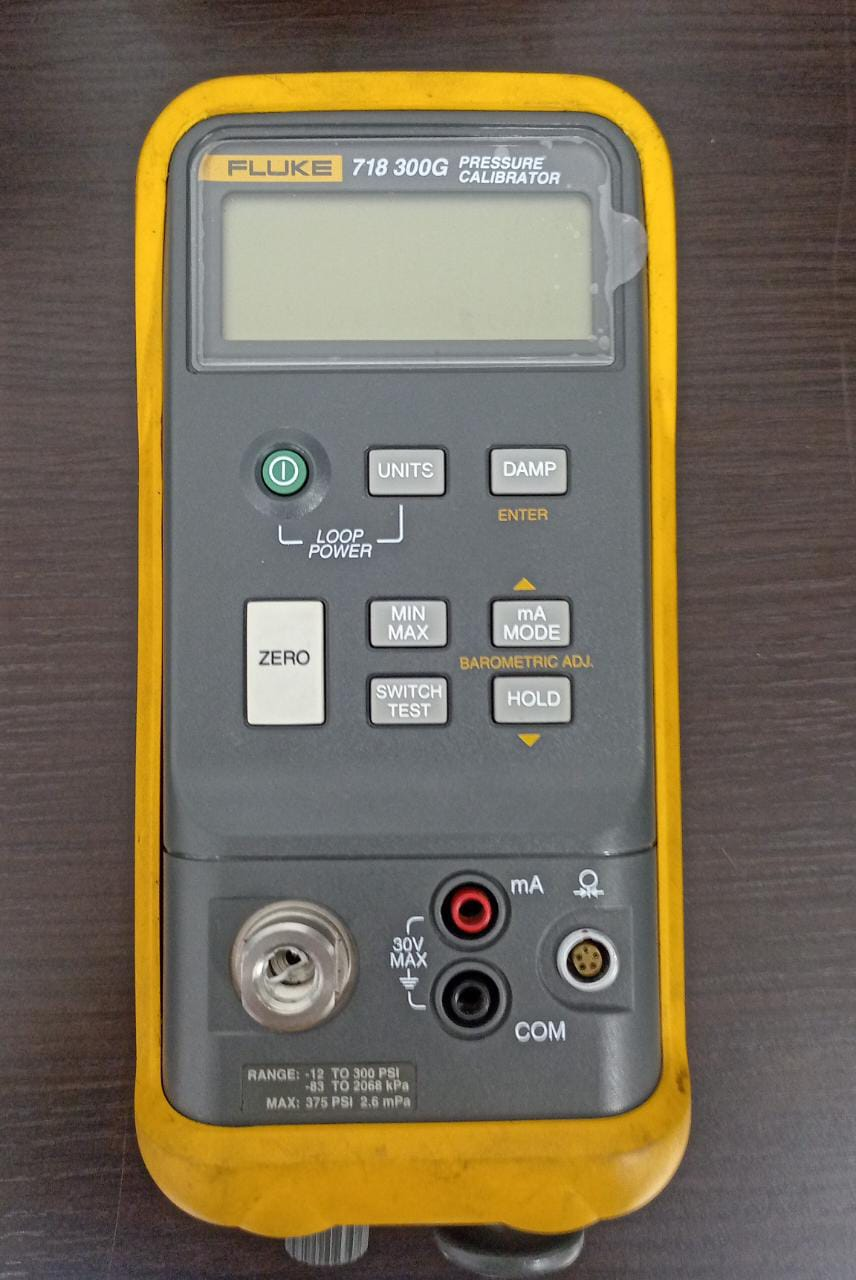 FLUKE 718 300G PRESSURE
CALIBRATOR
UNITS
DAMP
ENTER
LOOP
POWER
ZERO
MIN
MAX
mA
MODE
BAROMETRIC ADJ.
SWITCH
TEST
HOLD
mA
30V
MAX
COM
RANGE: -12 TO 300 PSI
-83 TO 2068 kPa
MAX: 375 PSI 2.6 mPa